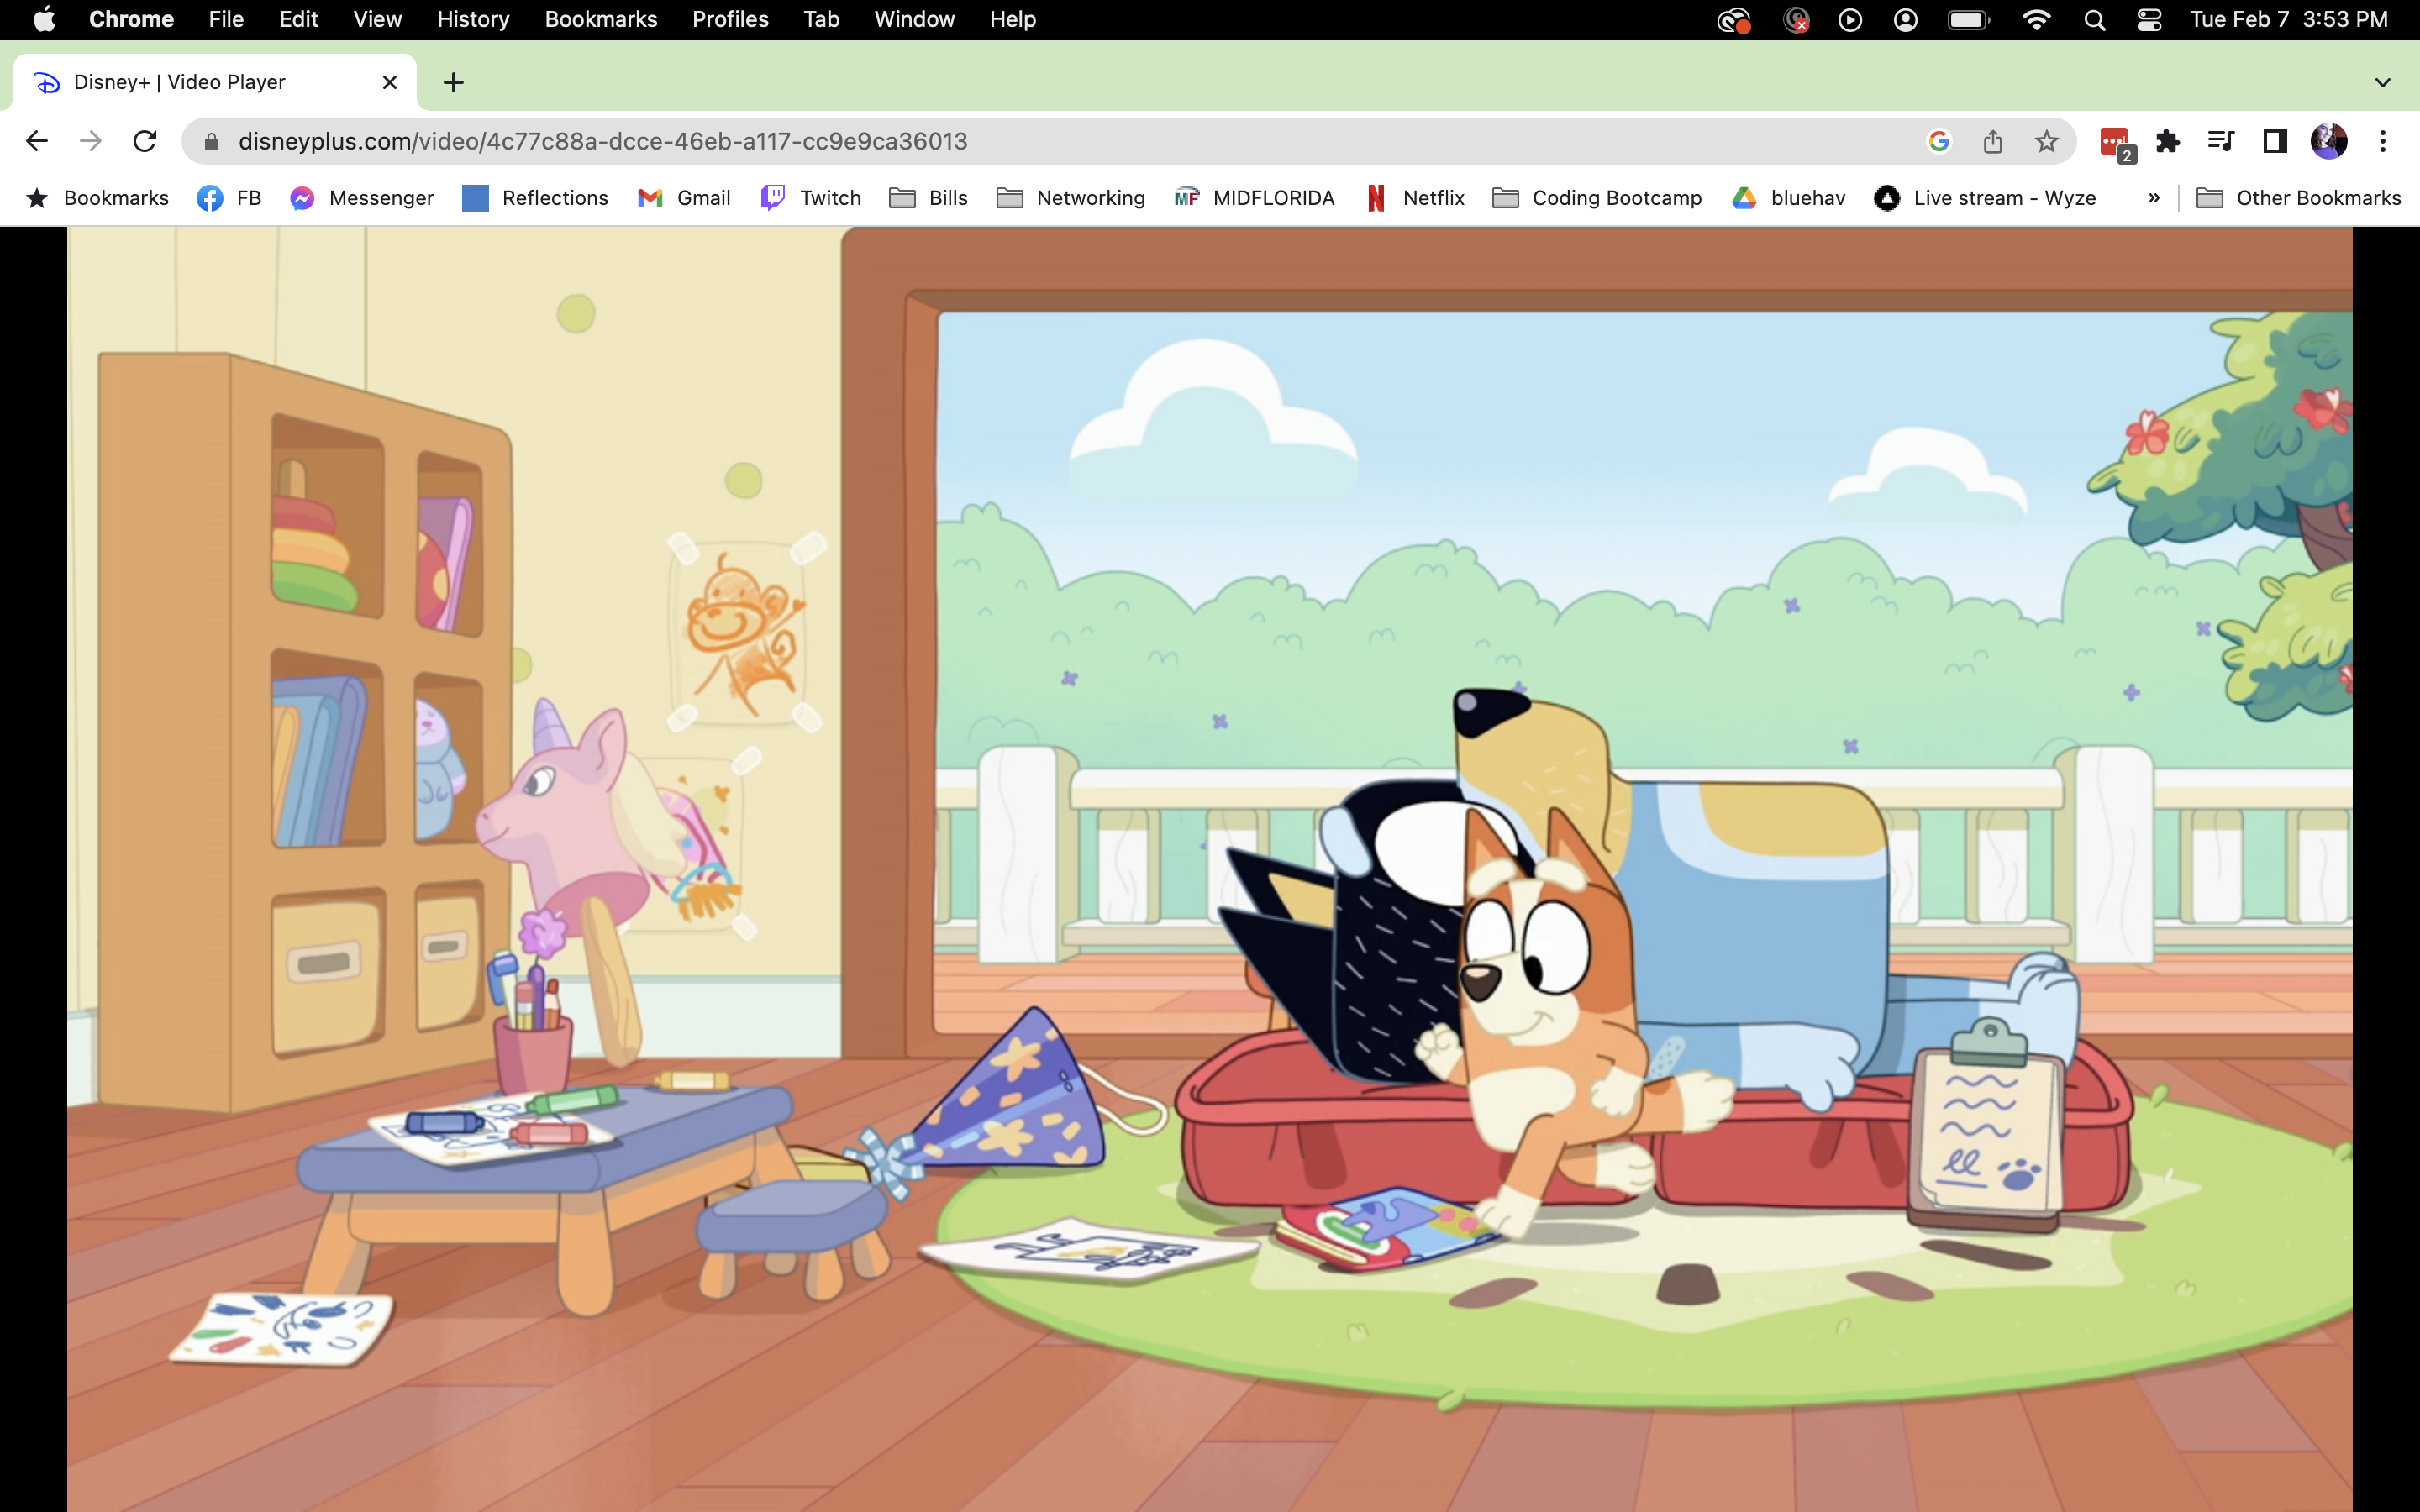 Chrome File Edit View History Bookmarks Profiles Tab Window Help Tue Feb 7 3:53 PM
Disney+ | Video Player
disneyplus.com/video/4c77c88a-dcce-46eb-a117-cc9e9ca36013 2
Bookmarks FB Messenger Reflections Gmail Twitch Bills Networking MF MIDFLORIDA N Netflix Coding Bootcamp bluehav Live stream - Wyze » Other Bookmarks